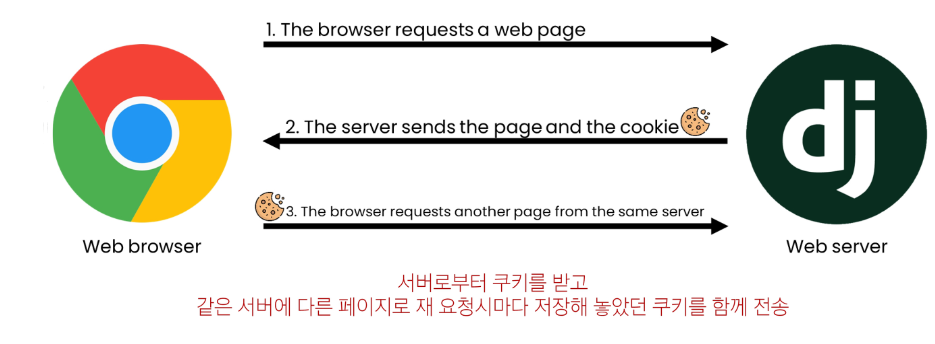 1. The browser requests a web page
2. The server sends the page and the cookie
3. The browser requests another page from the same server
dj
Web browser
Web server
서버로부터 쿠키를 받고
같은 서버에 다른 페이지로 재 요청시마다 저장해 놓았던 쿠키를 함께 전송